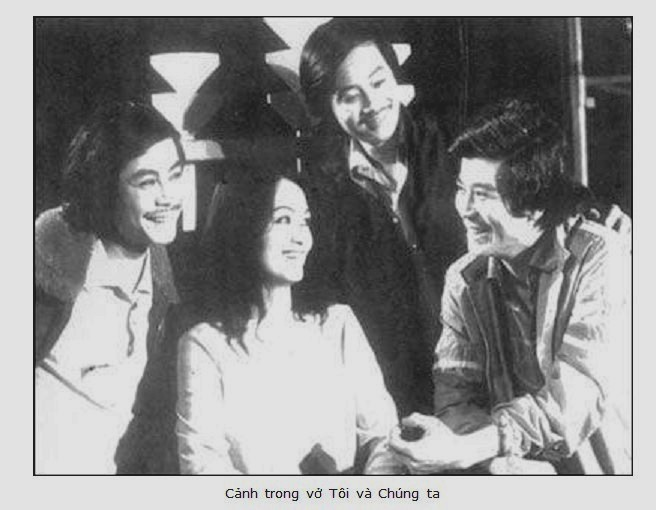 Cảnh trong vở Tôi và Chúng ta